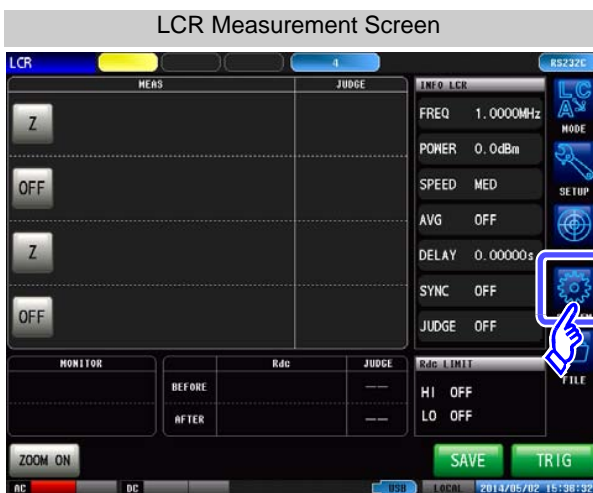 LCR Measurement Screen
LCR 4 RS232C
MEAS JUDGE INFO LCR
Z FREQ 1.0000MHz MODE
POWER 0.0dBm
OFF SPEED MED SETUP
AVG OFF
Z DELAY 0.00000s
SYNC OFF
OFF JUDGE OFF
MONITOR Rdc JUDGE Rdc LIMIT FILE
BEFORE ---- HI OFF
AFTER ---- LO OFF
ZOOM ON SAVE TRIG
AC DC USB LOCAL 2014/05/02 15:36:32